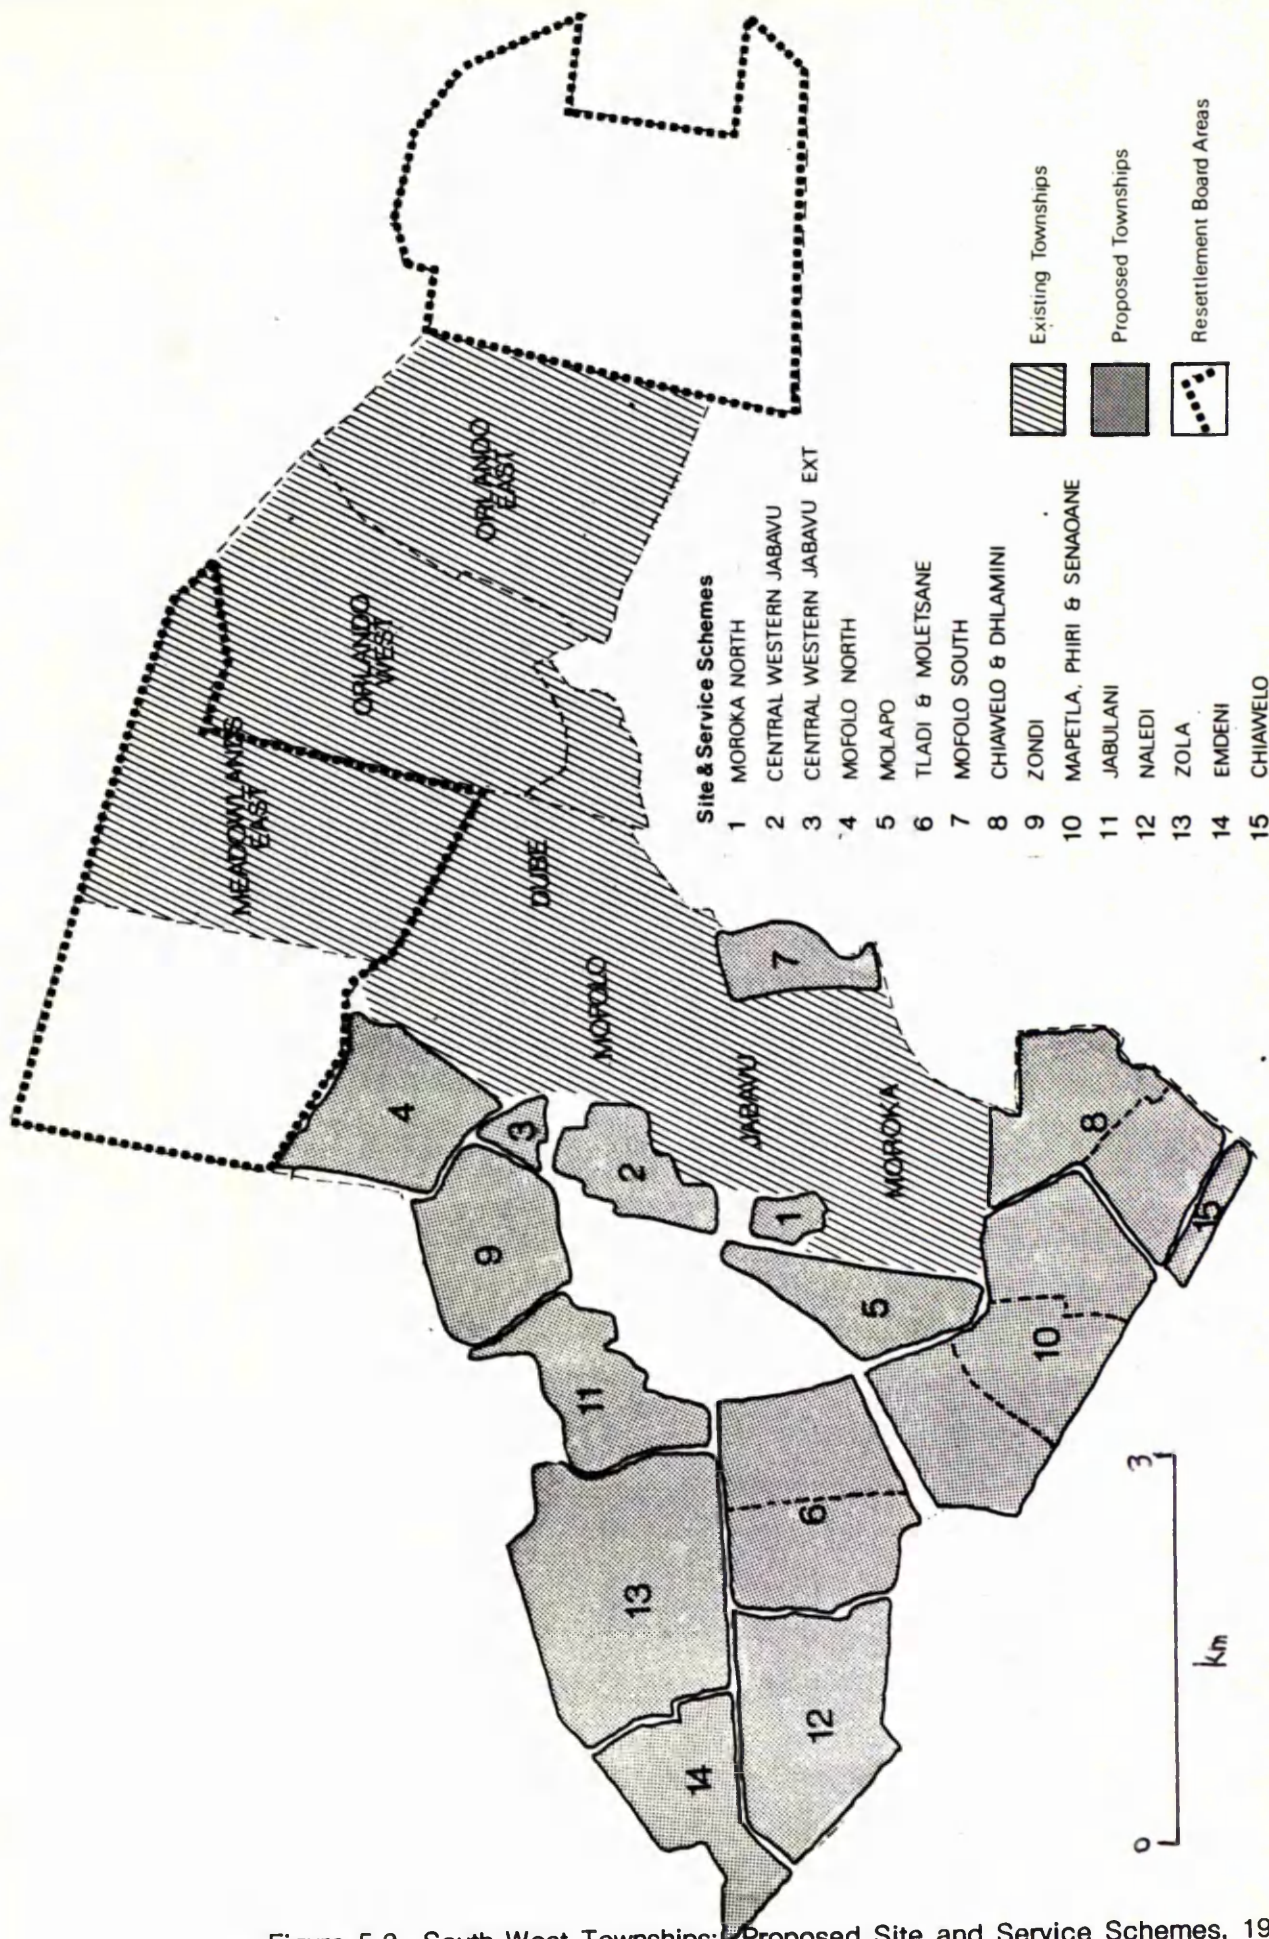 MEADOWLANDS
EAST
ORLANDO
WEST
ORLANDO
EAST
DUBE
MOFOLO
JABAVU
MOROKA
4
3
9
2
1
7
5
11
8
15
10
13
6
14
12
Site & Service Schemes
1 MOROKA NORTH
2 CENTRAL WESTERN JABAVU
3 CENTRAL WESTERN JABAVU EXT
4 MOFOLO NORTH
5 MOLAPO
6 TLADI & MOLETSANE
7 MOFOLO SOUTH
8 CHIAWELO & DHLAMINI
9 ZONDI
10 MAPETLA, PHIRI & SENAOANE
11 JABULANI
12 NALEDI
13 ZOLA
14 EMDENI
15 CHIAWELO
Existing Townships
Proposed Townships
Resettlement Board Areas
0 3
km
South West Townships: Proposed Site and Service Schemes, 19